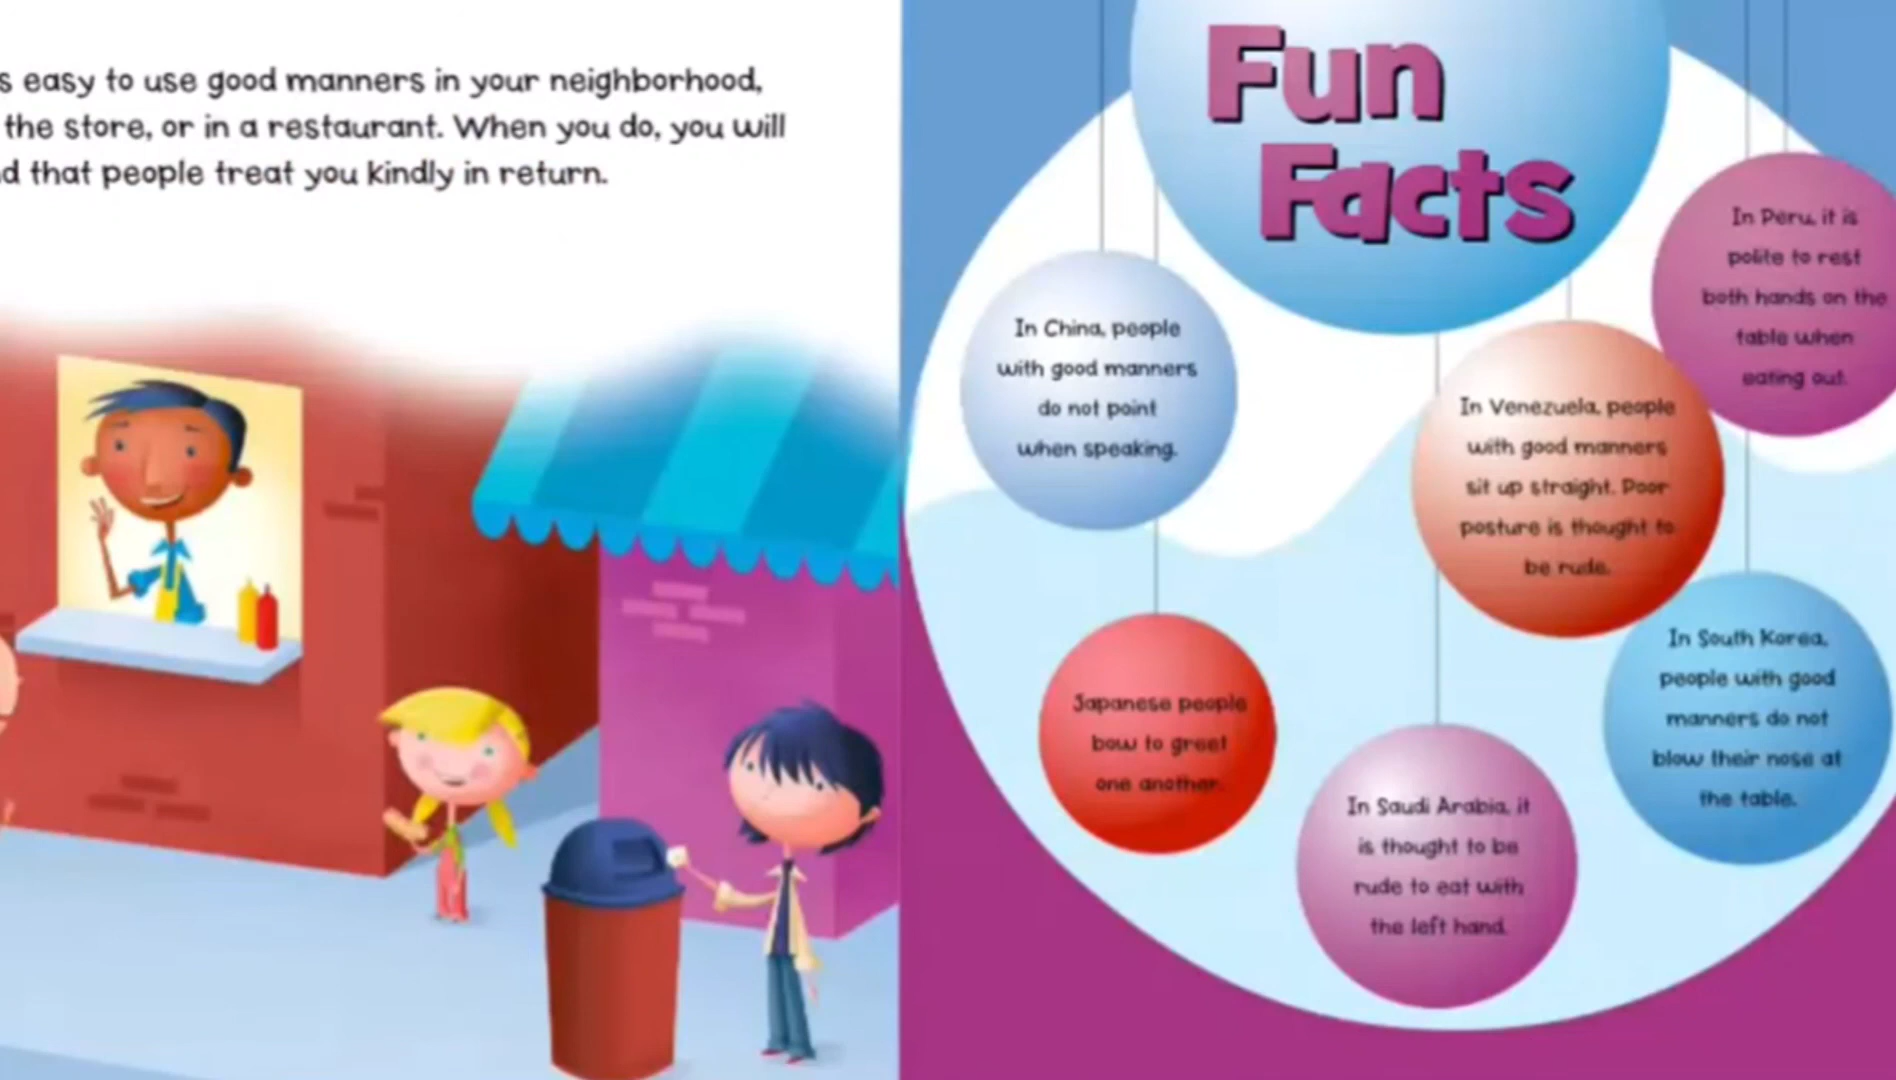 s easy to use good manners in your neighborhood,
the store, or in a restaurant. When you do, you will
d that people treat you kindly in return.
Fun
Facts
In China, people
with good manners
do not point
when speaking.
Japanese people
bow to greet
one another.
In Saudi Arabia, it
is thought to be
rude to eat with
the left hand.
In Venezuela, people
with good manners
sit up straight. Poor
posture is thought to
be rude.
In Peru, it is
polite to rest
both hands on the
table when
eating out.
In South Korea,
people with good
manners do not
blow their nose at
the table.